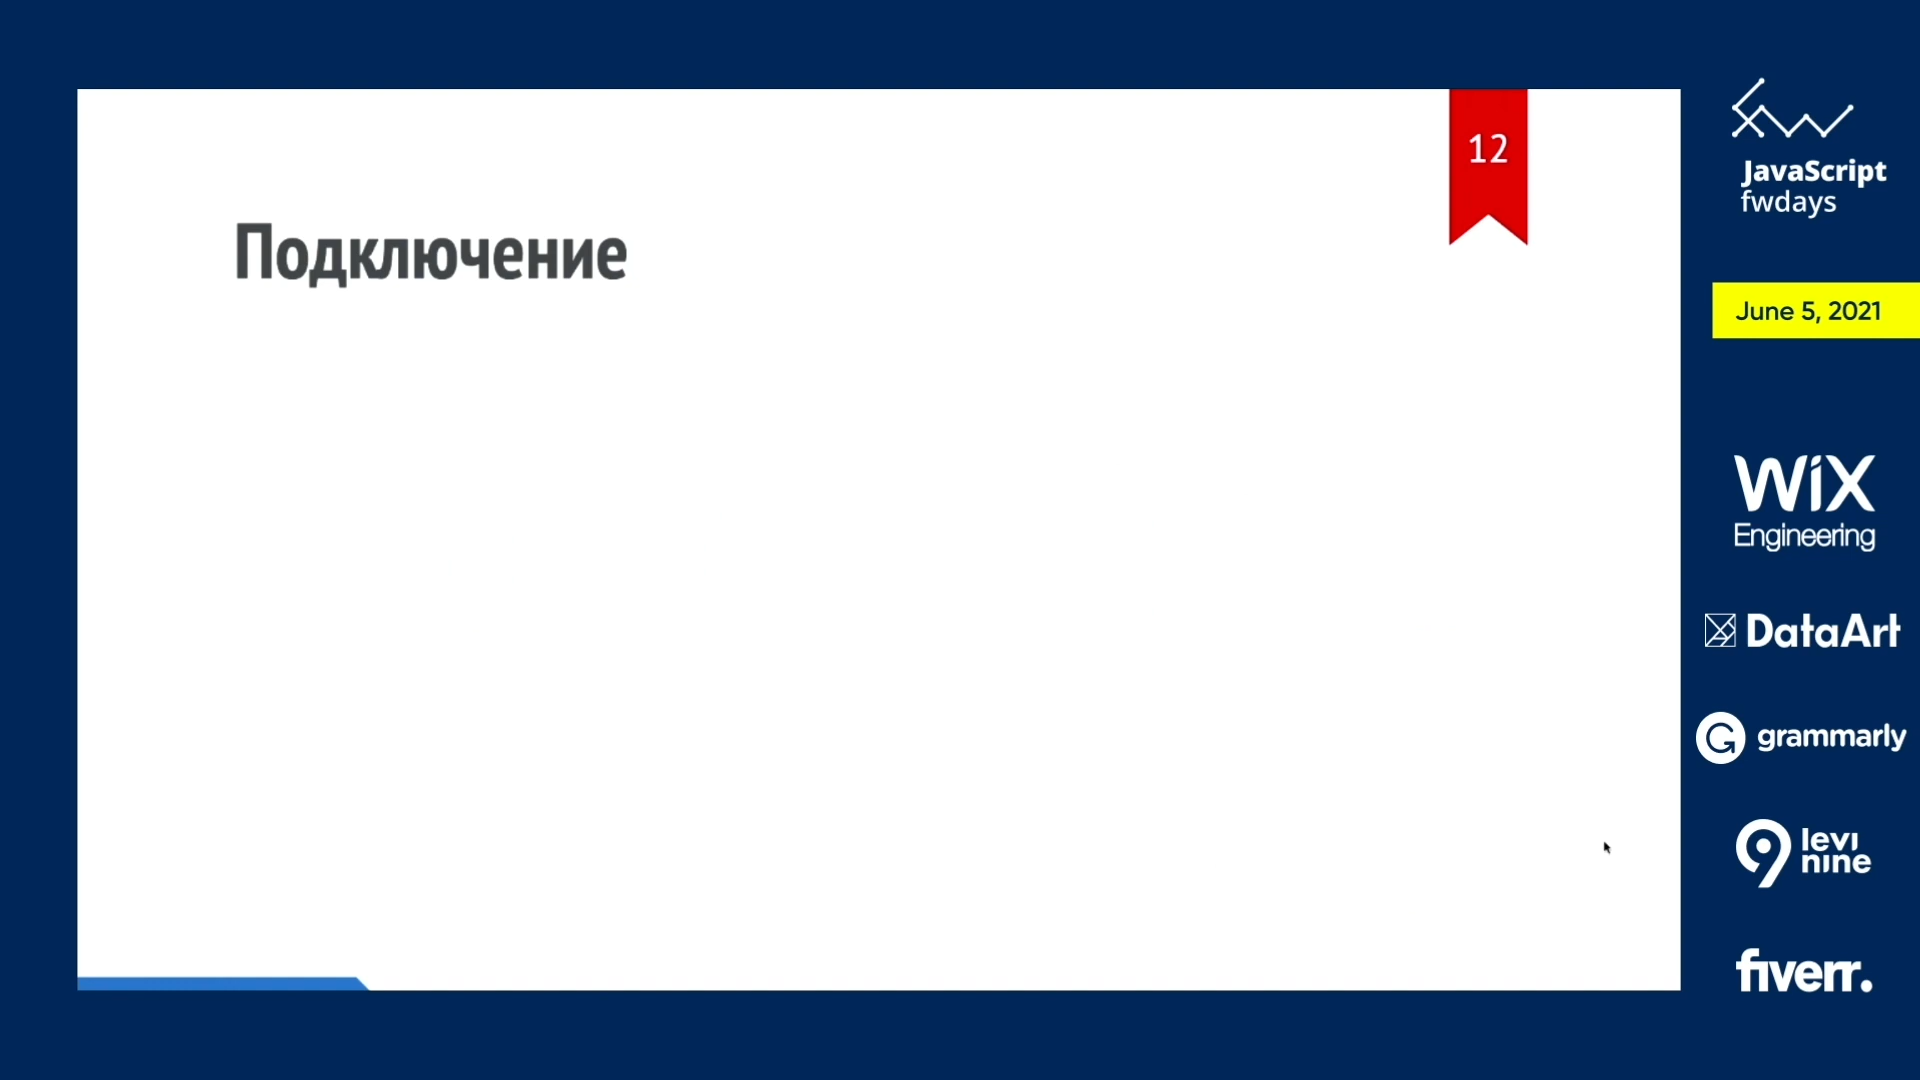 12
Подключение
JavaScript
fwdays
June 5, 2021
WiX
Engineering
DataArt
grammarly
levi
nine
fiverr.